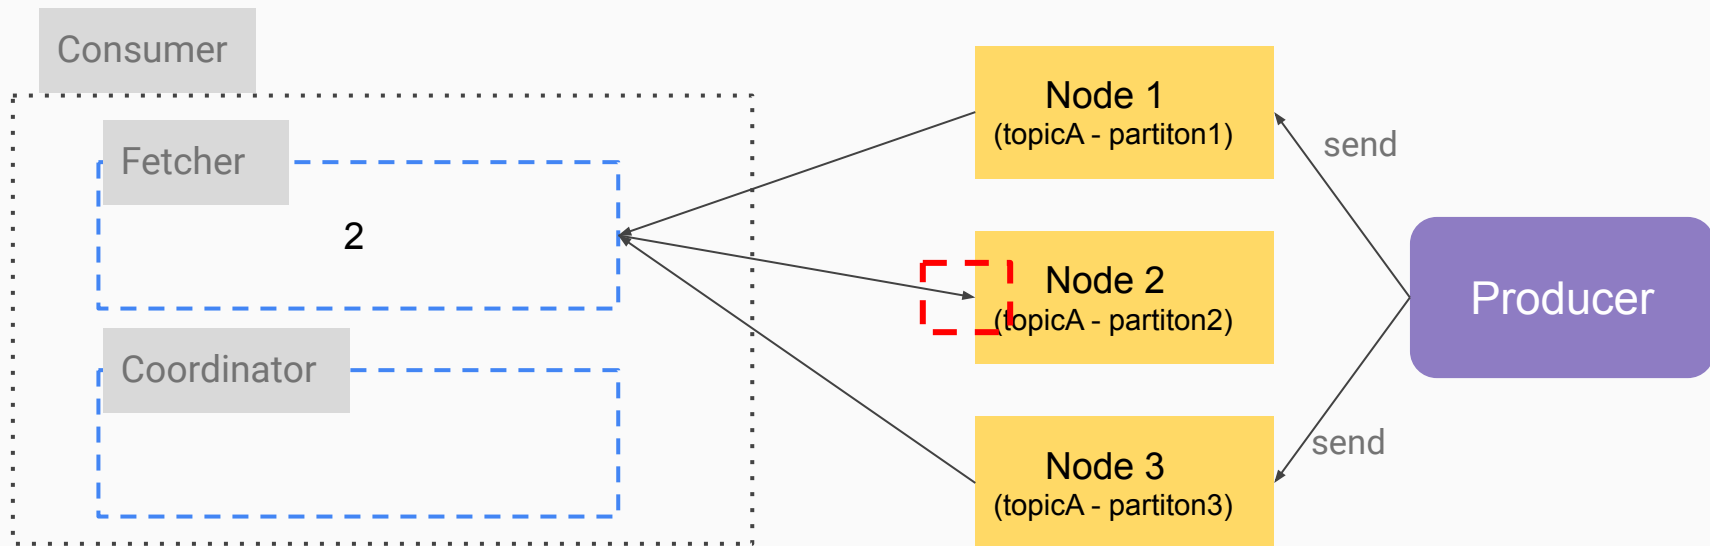 Consumer
Fetcher
2
Coordinator
Node 1
(topicA - partiton1)
Node 2
(topicA - partiton2)
Node 3
(topicA - partiton3)
send
send
Producer